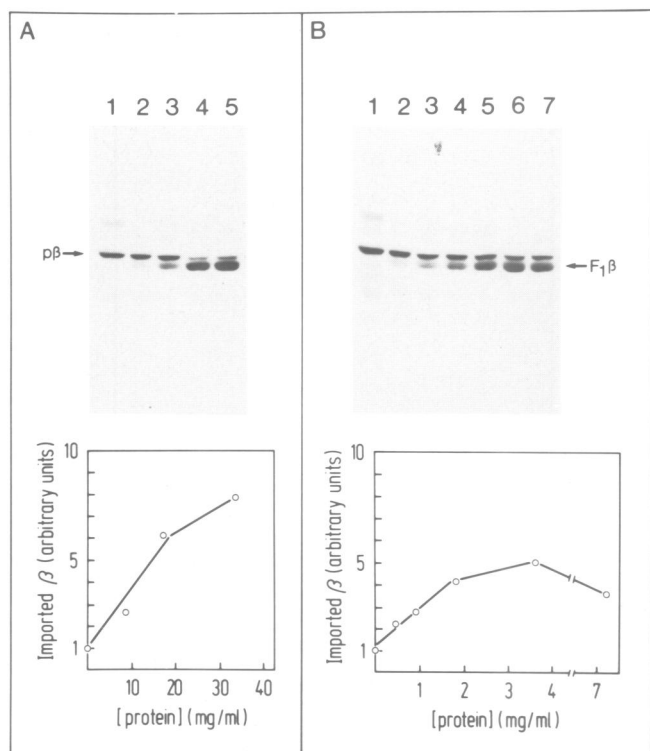 A
1 2 3 4 5
pβ
Imported β (arbitrary units)
10
5
1
10 20 30 40
[protein] (mg/ml)
B
1 2 3 4 5 6 7
F₁β
Imported β (arbitrary units)
10
5
1
1 2 3 4 7
[protein] (mg/ml)